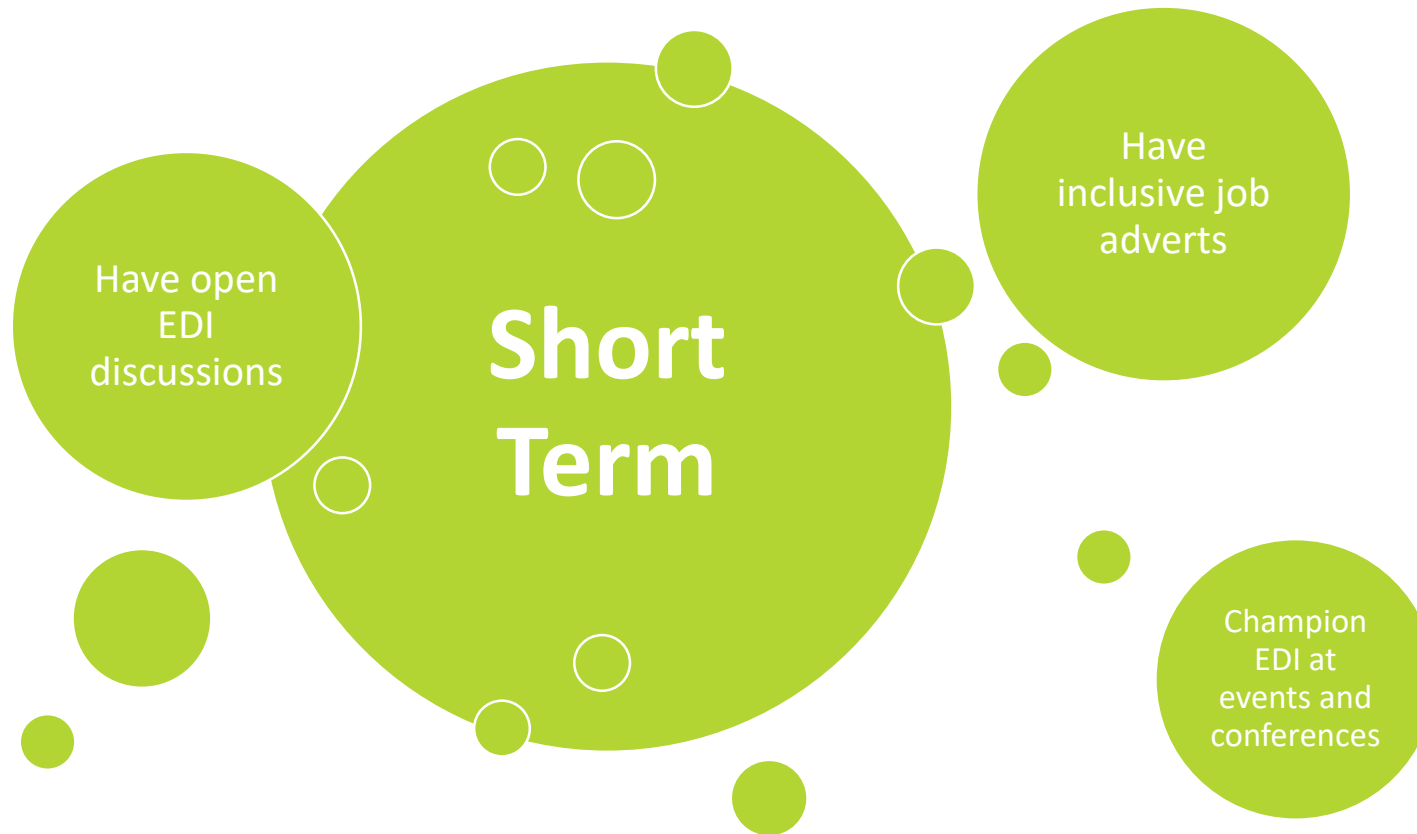 Have open
EDI
discussions
Short
Term
Have
inclusive job
adverts
Champion
EDI at
events and
conferences